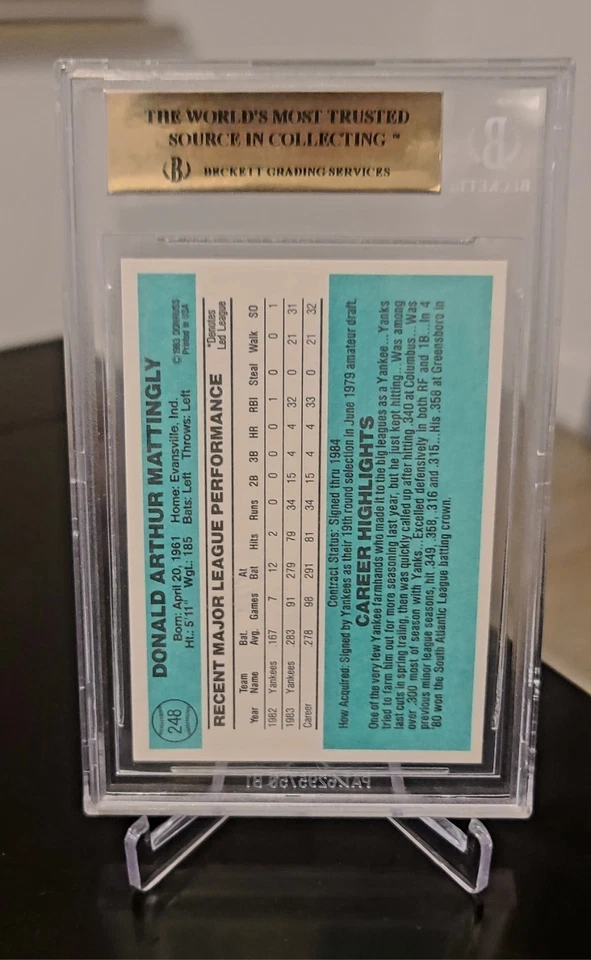 THE WORLD'S MOST TRUSTED
SOURCE IN COLLECTING ™
B BECKETT GRADING SERVICES
B
BECKETT
248
DONALD ARTHUR MATTINGLY
Born: April 20, 1961 Home: Evansville, Ind.
Ht.: 5'11" Wgt.: 185 Bats: Left Throws: Left
© 1983 DONRUSS
Printed in USA
RECENT MAJOR LEAGUE PERFORMANCE
*Denotes
Led League
Year Team Name Bat. Avg. Games At Bat Hits Runs 2B 3B HR RBI Steal Walk SO
1982 Yankees .167 7 12 2 0 0 0 0 1 0 0 1
1983 Yankees .283 91 279 79 34 15 4 4 32 0 21 31
Career .278 98 291 81 34 15 4 4 33 0 21 32
Contract Status: Signed thru 1984
How Acquired: Signed by Yankees as their 19th round selection in June 1979 amateur draft.
CAREER HIGHLIGHTS
One of the very few Yankee farmhands who made it to the big leagues as a Yankee...Yanks
tried to farm him out for more seasoning last year, but he just kept hitting...Was among
last cuts in spring trailing, then was quickly called up after hitting .340 at Columbus...Was
over .300 most of season with Yanks...Excelled defensively in both RF and 1B...In 4
previous minor league seasons, hit .349, .358, .316 and .315...His .358 at Greensboro in
'80 won the South Atlantic League batting crown.